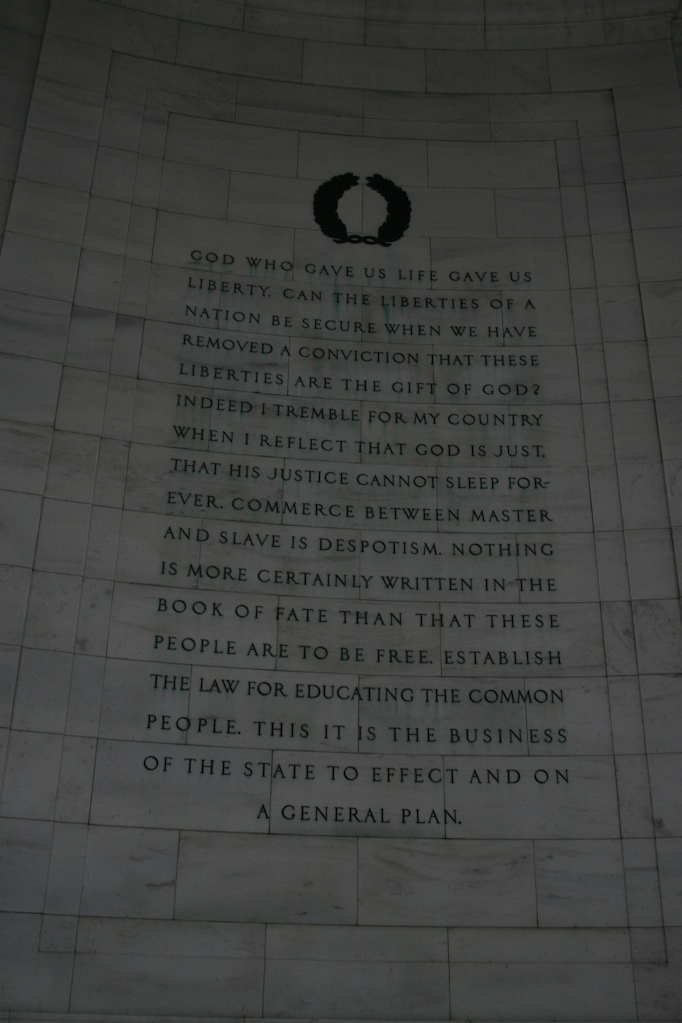 GOD WHO GAVE US LIFE GAVE US
LIBERTY. CAN THE LIBERTIES OF A
NATION BE SECURE WHEN WE HAVE
REMOVED A CONVICTION THAT THESE
LIBERTIES ARE THE GIFT OF GOD?
INDEED I TREMBLE FOR MY COUNTRY
WHEN I REFLECT THAT GOD IS JUST,
THAT HIS JUSTICE CANNOT SLEEP FOR-
EVER. COMMERCE BETWEEN MASTER
AND SLAVE IS DESPOTISM. NOTHING
IS MORE CERTAINLY WRITTEN IN THE
BOOK OF FATE THAN THAT THESE
PEOPLE ARE TO BE FREE. ESTABLISH
THE LAW FOR EDUCATING THE COMMON
PEOPLE. THIS IT IS THE BUSINESS
OF THE STATE TO EFFECT AND ON
A GENERAL PLAN.